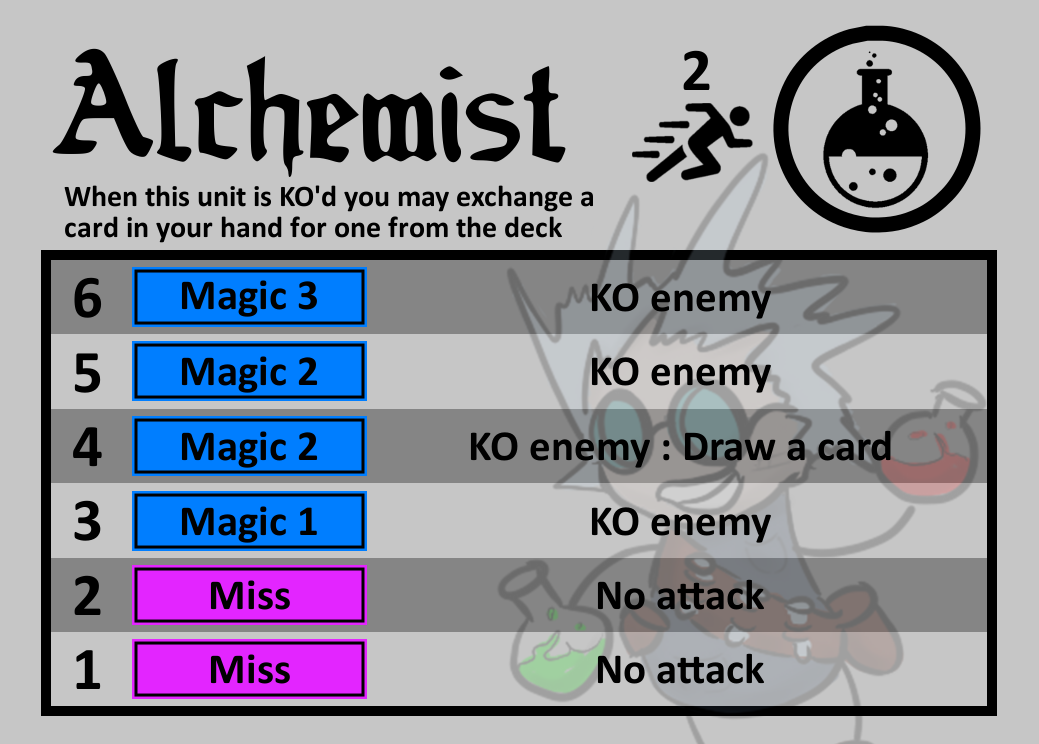 Alchemist
2
When this unit is KO'd you may exchange a
card in your hand for one from the deck
6 Magic 3 KO enemy
5 Magic 2 KO enemy
4 Magic 2 KO enemy : Draw a card
3 Magic 1 KO enemy
2 Miss No attack
1 Miss No attack